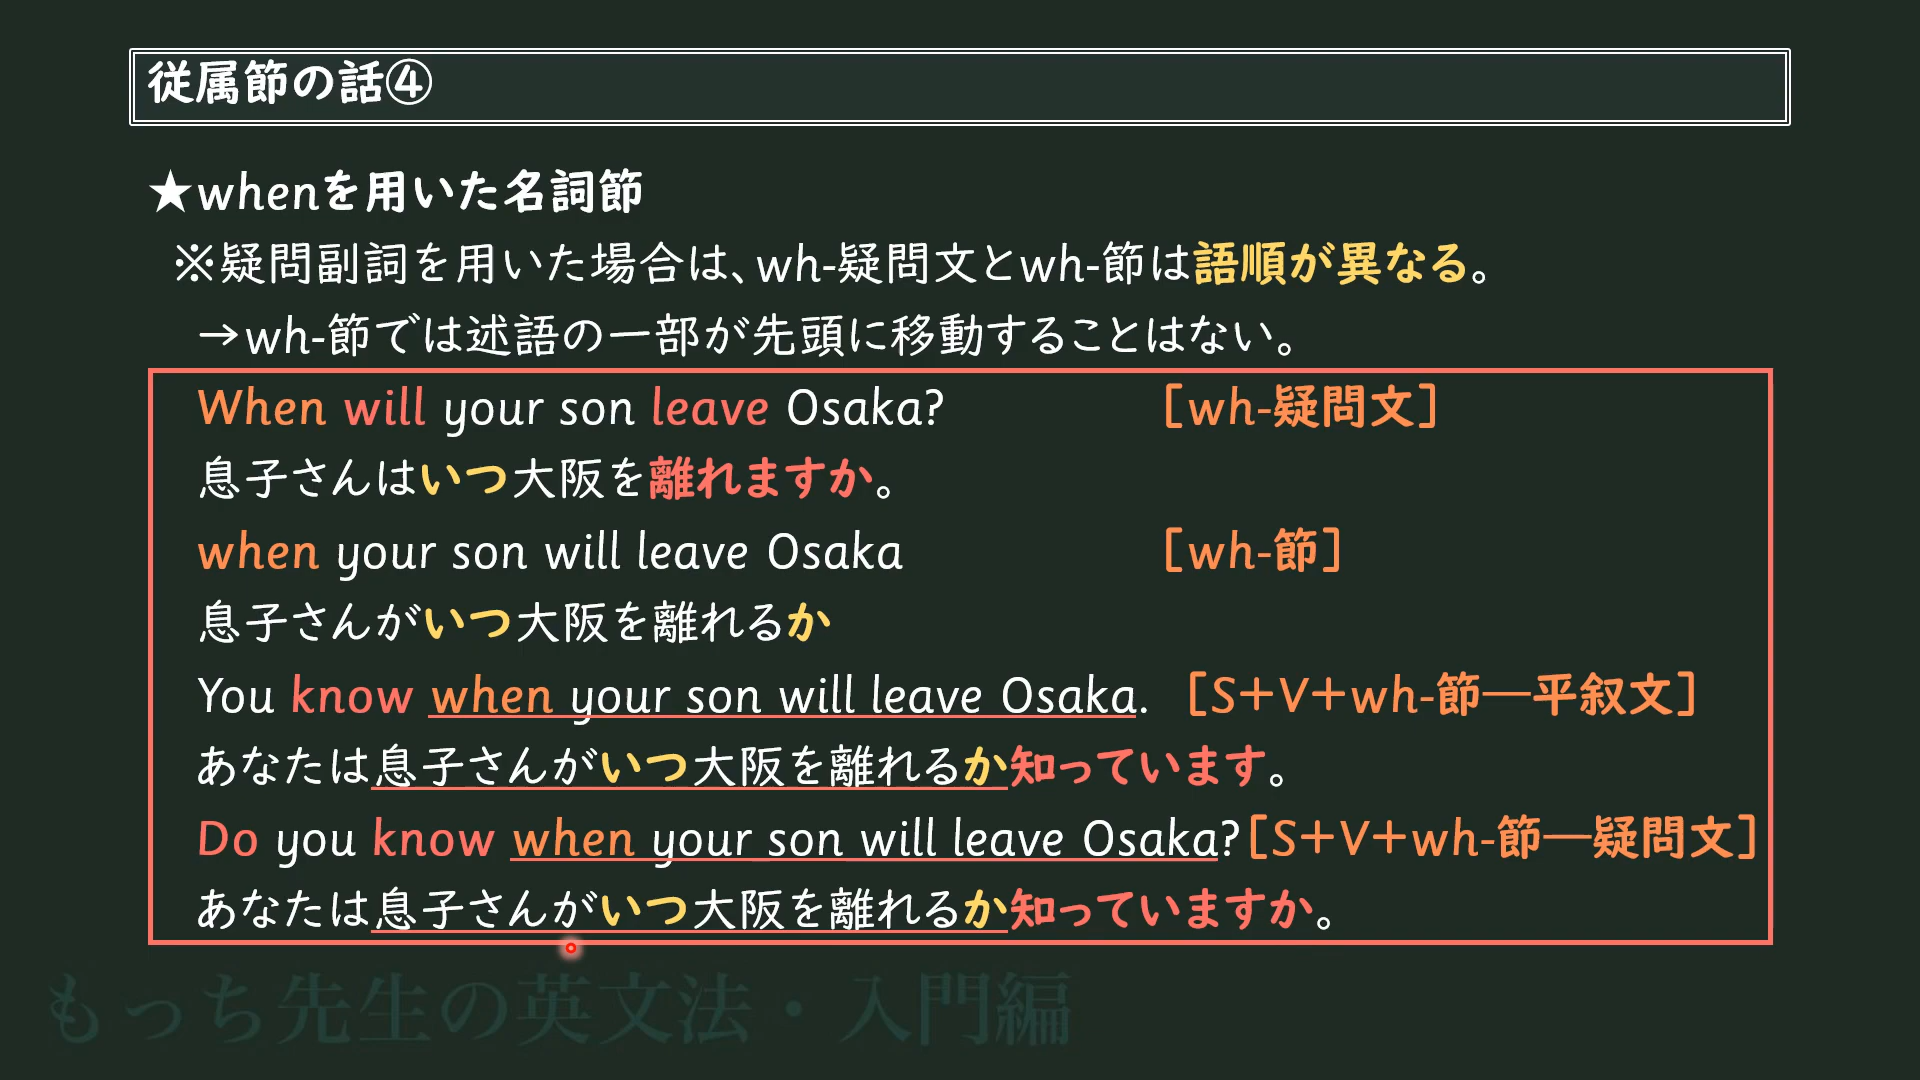 従属節の話④
★whenを用いた名詞節
※疑問副詞を用いた場合は、wh-疑問文とwh-節は語順が異なる。
→wh-節では述語の一部が先頭に移動することはない。
When will your son leave Osaka? [wh-疑問文]
息子さんはいつ大阪を離れますか。
when your son will leave Osaka [wh-節]
息子さんがいつ大阪を離れるか
You know when your son will leave Osaka. [S+V+wh-節―平叙文]
あなたは息子さんがいつ大阪を離れるか知っています。
Do you know when your son will leave Osaka? [S+V+wh-節―疑問文]
あなたは息子さんがいつ大阪を離れるか知っていますか。
もっち先生の英文法・入門編